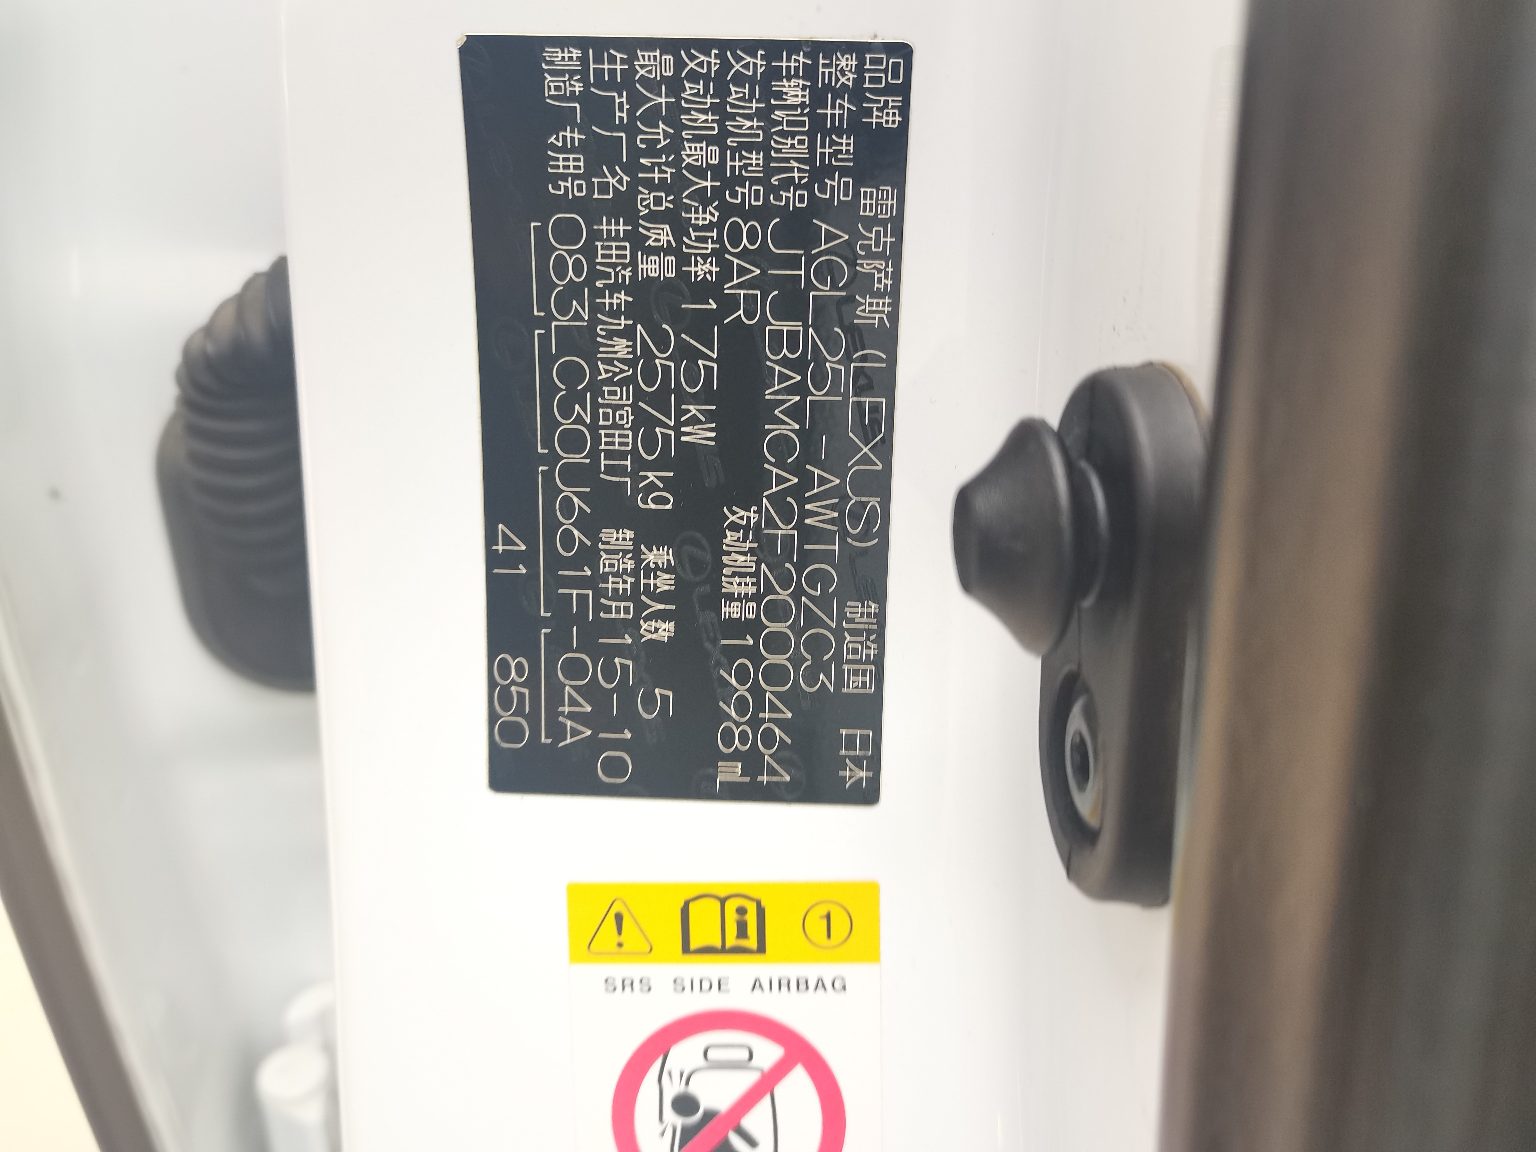 品牌 雷克萨斯 (LEXUS) 制造国 日本
整车型号 AGL25L-AWTGZC3
车辆识别代号 JTJBAMCA2F2000464
发动机型号 8AR 发动机排量 1998 ml
发动机最大净功率 175kW
最大允许总质量 2575kg 乘坐人数 5
生产厂名 丰田汽车九州公司宫田工厂 制造年月 15-10
制造厂专用号 083LC30U661F-04A
41 850
1
SRS SIDE AIRBAG